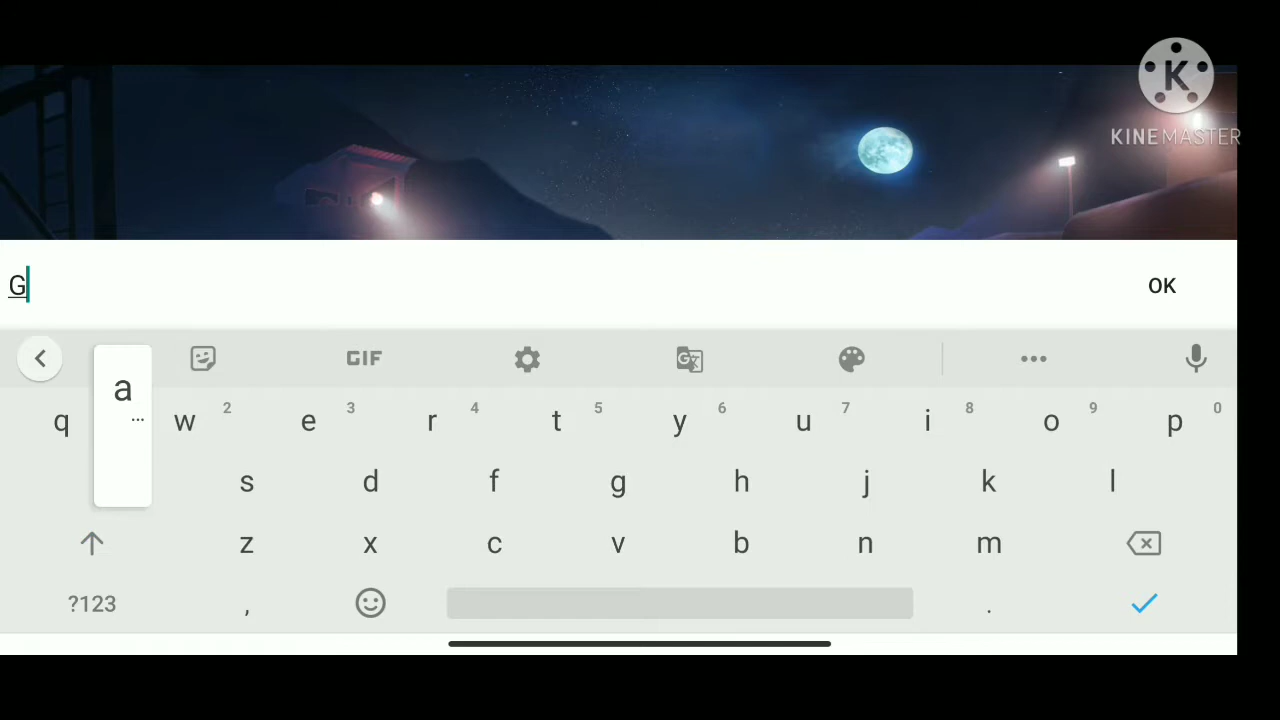 K
KINEMASTER
G
OK
GIF
G
a
...
q w 2 e 3 r 4 t 5 y 6 u 7 i 8 o 9 p 0
s d f g h j k l
z x c v b n m
?123 , .